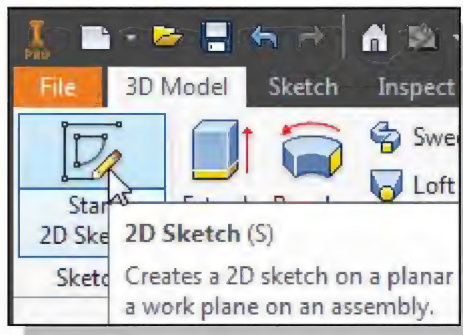 PRO
File 3D Model Sketch Inspect
Swee
Loft
Star
2D Ske
2D Sketch (S)
Sketc
Creates a 2D sketch on a planar
a work plane on an assembly.